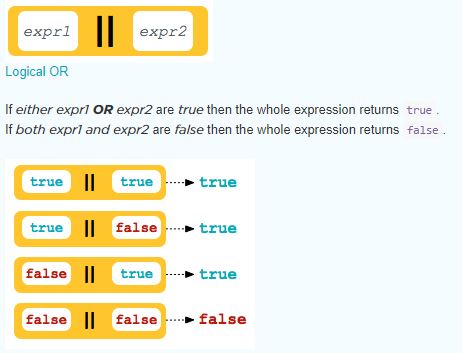 expr1 || expr2
Logical OR
If either expr1 OR expr2 are true then the whole expression returns true .
If both expr1 and expr2 are false then the whole expression returns false .
true || true true
true || false true
false || true true
false || false false